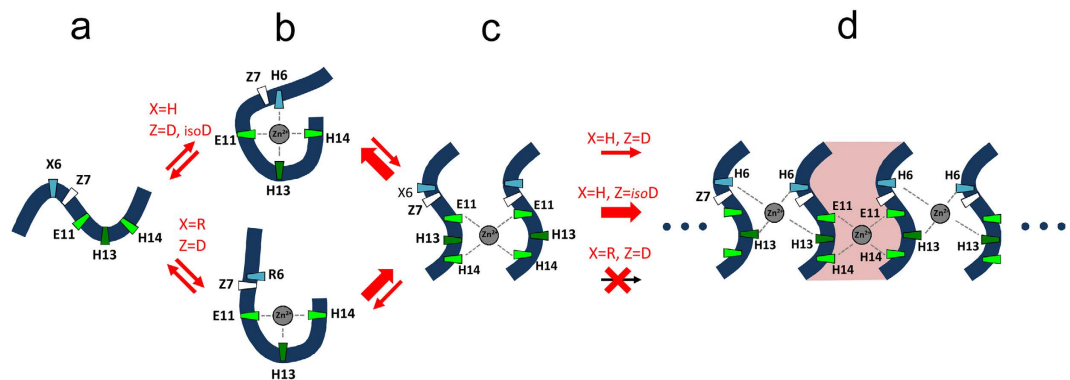 a
b
c
d
X6
Z7
E11
H13
H14
X=H
Z=D, isoD
X=R
Z=D
Z7
H6
E11
Zn²⁺
H14
H13
R6
Z7
E11
Zn²⁺
H14
H13
X6
Z7
E11
E11
H13
Zn²⁺
H13
H14
H14
X=H, Z=D
X=H, Z=isoD
X=R, Z=D
H6
H6
H6
H6
Z7
E11
E11
Zn²⁺
Zn²⁺
Zn²⁺
H13
H13
H13
H13
H14
H14